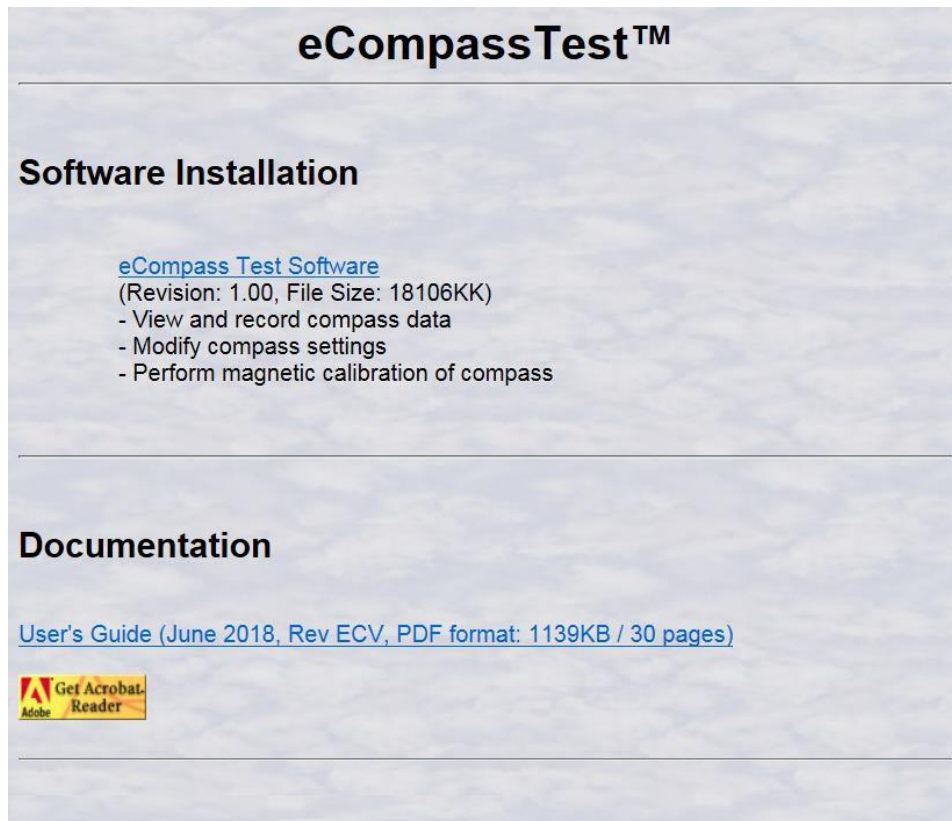 eCompassTest™
Software Installation
eCompass Test Software
(Revision: 1.00, File Size: 18106KK)
- View and record compass data
- Modify compass settings
- Perform magnetic calibration of compass
Documentation
User's Guide (June 2018, Rev ECV, PDF format: 1139KB / 30 pages)
Get Acrobat
Adobe Reader